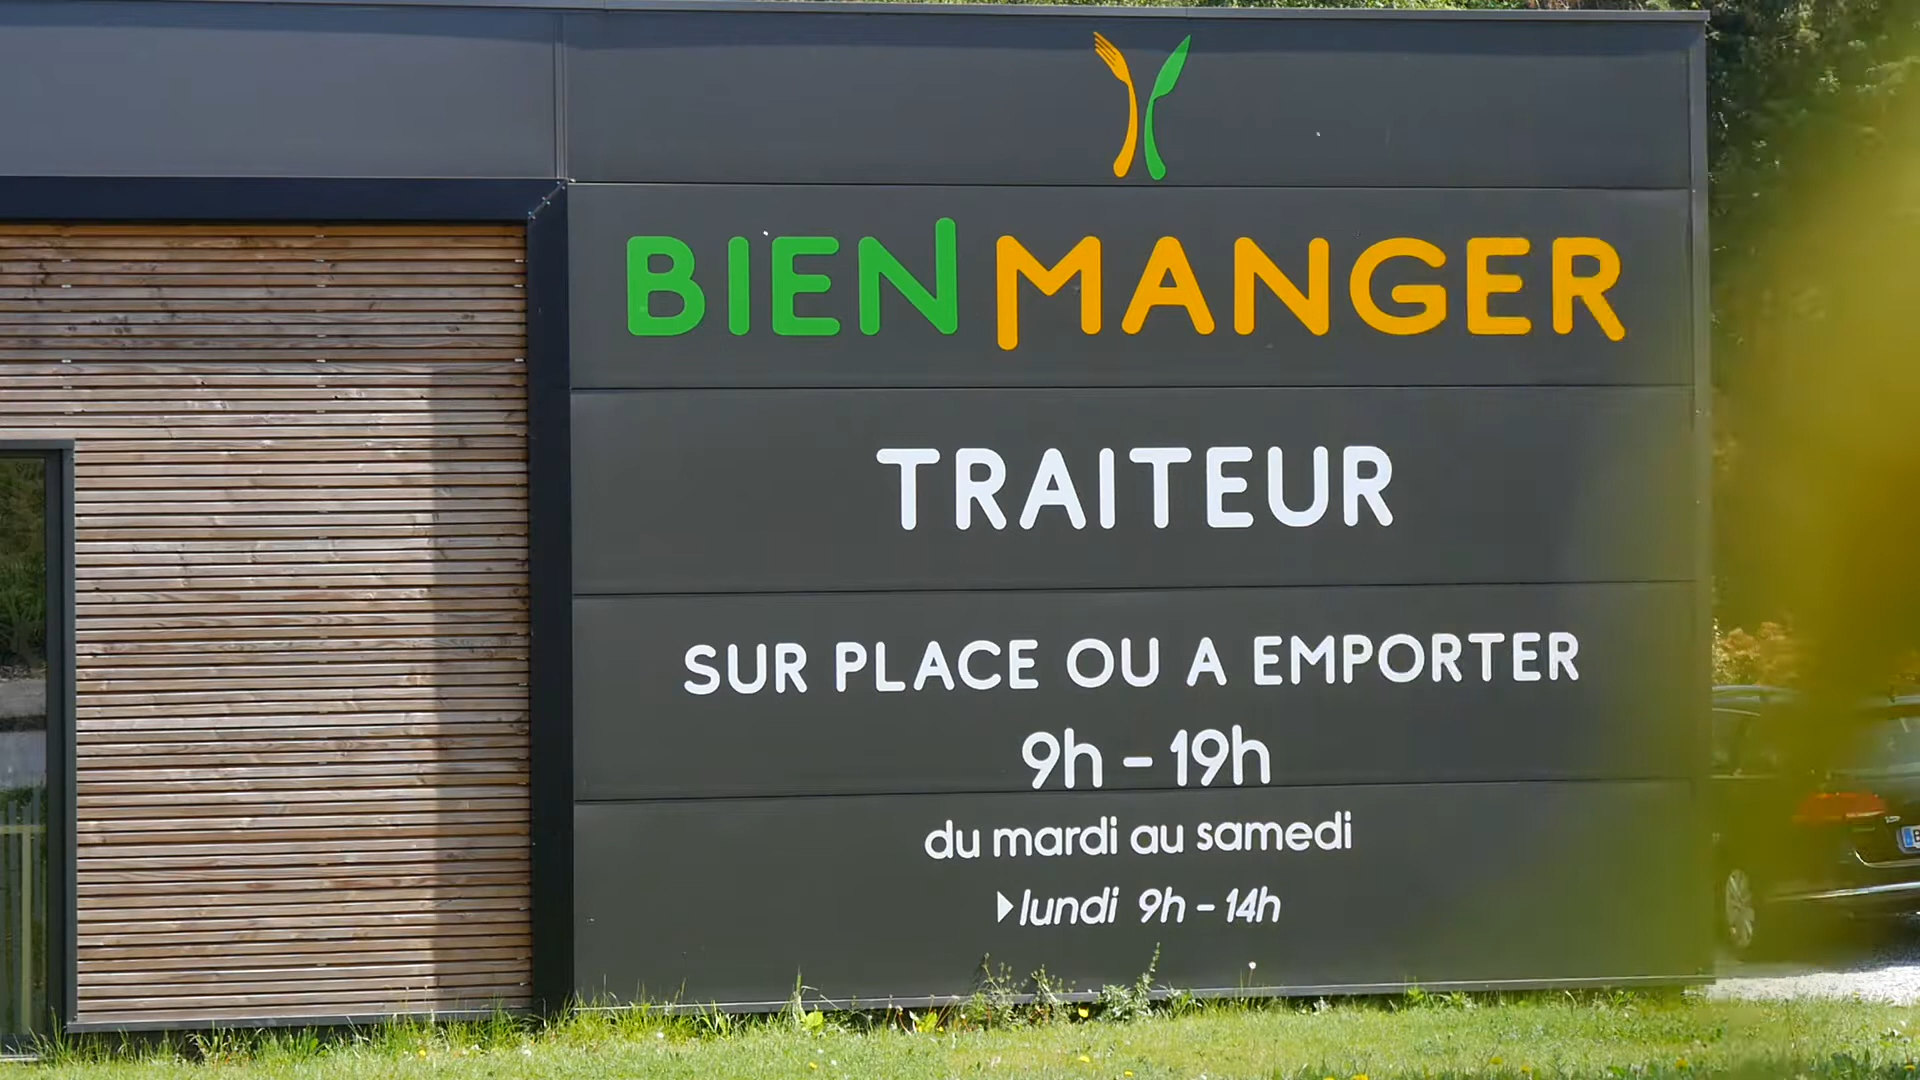 BIEN MANGER
TRAITEUR
SUR PLACE OU A EMPORTER
9h - 19h
du mardi au samedi
lundi 9h - 14h